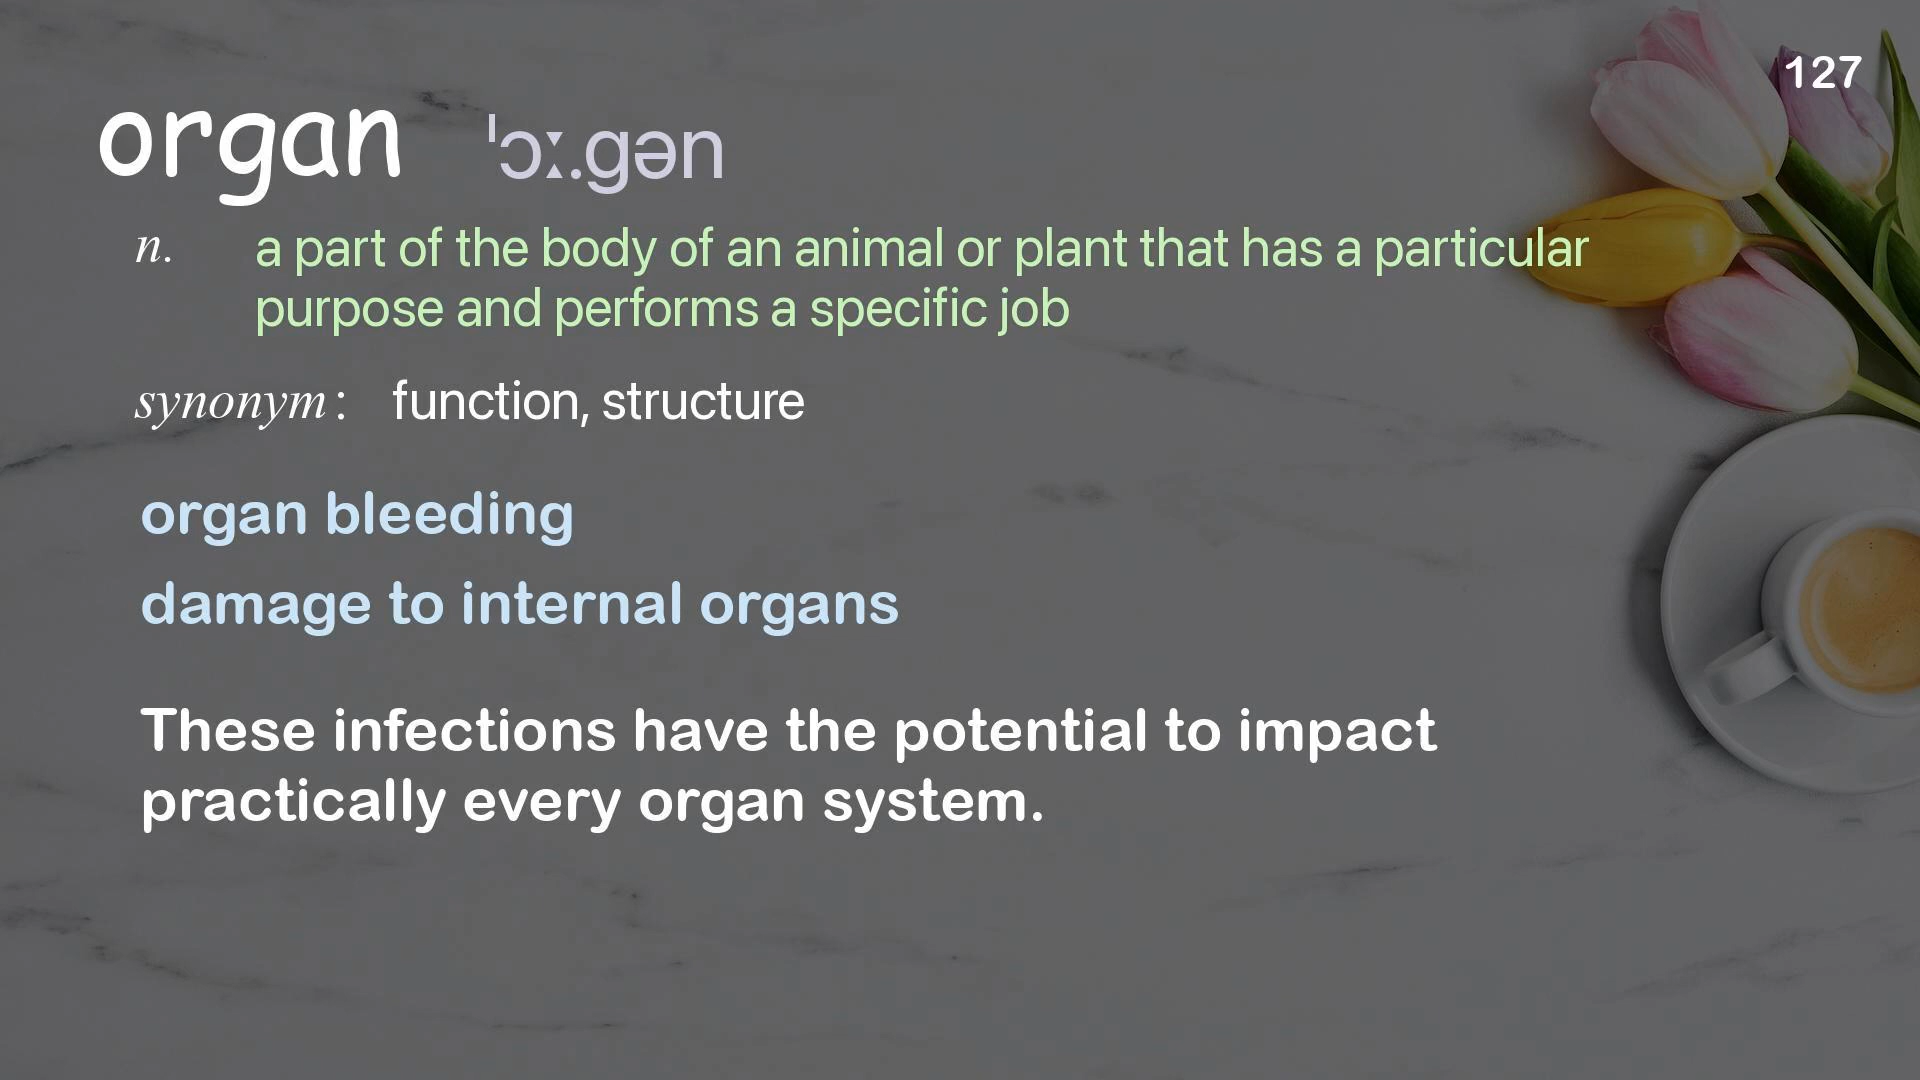 127
organ ˈɔː.gən
n. a part of the body of an animal or plant that has a particular
purpose and performs a specific job
synonym : function, structure
organ bleeding
damage to internal organs
These infections have the potential to impact
practically every organ system.